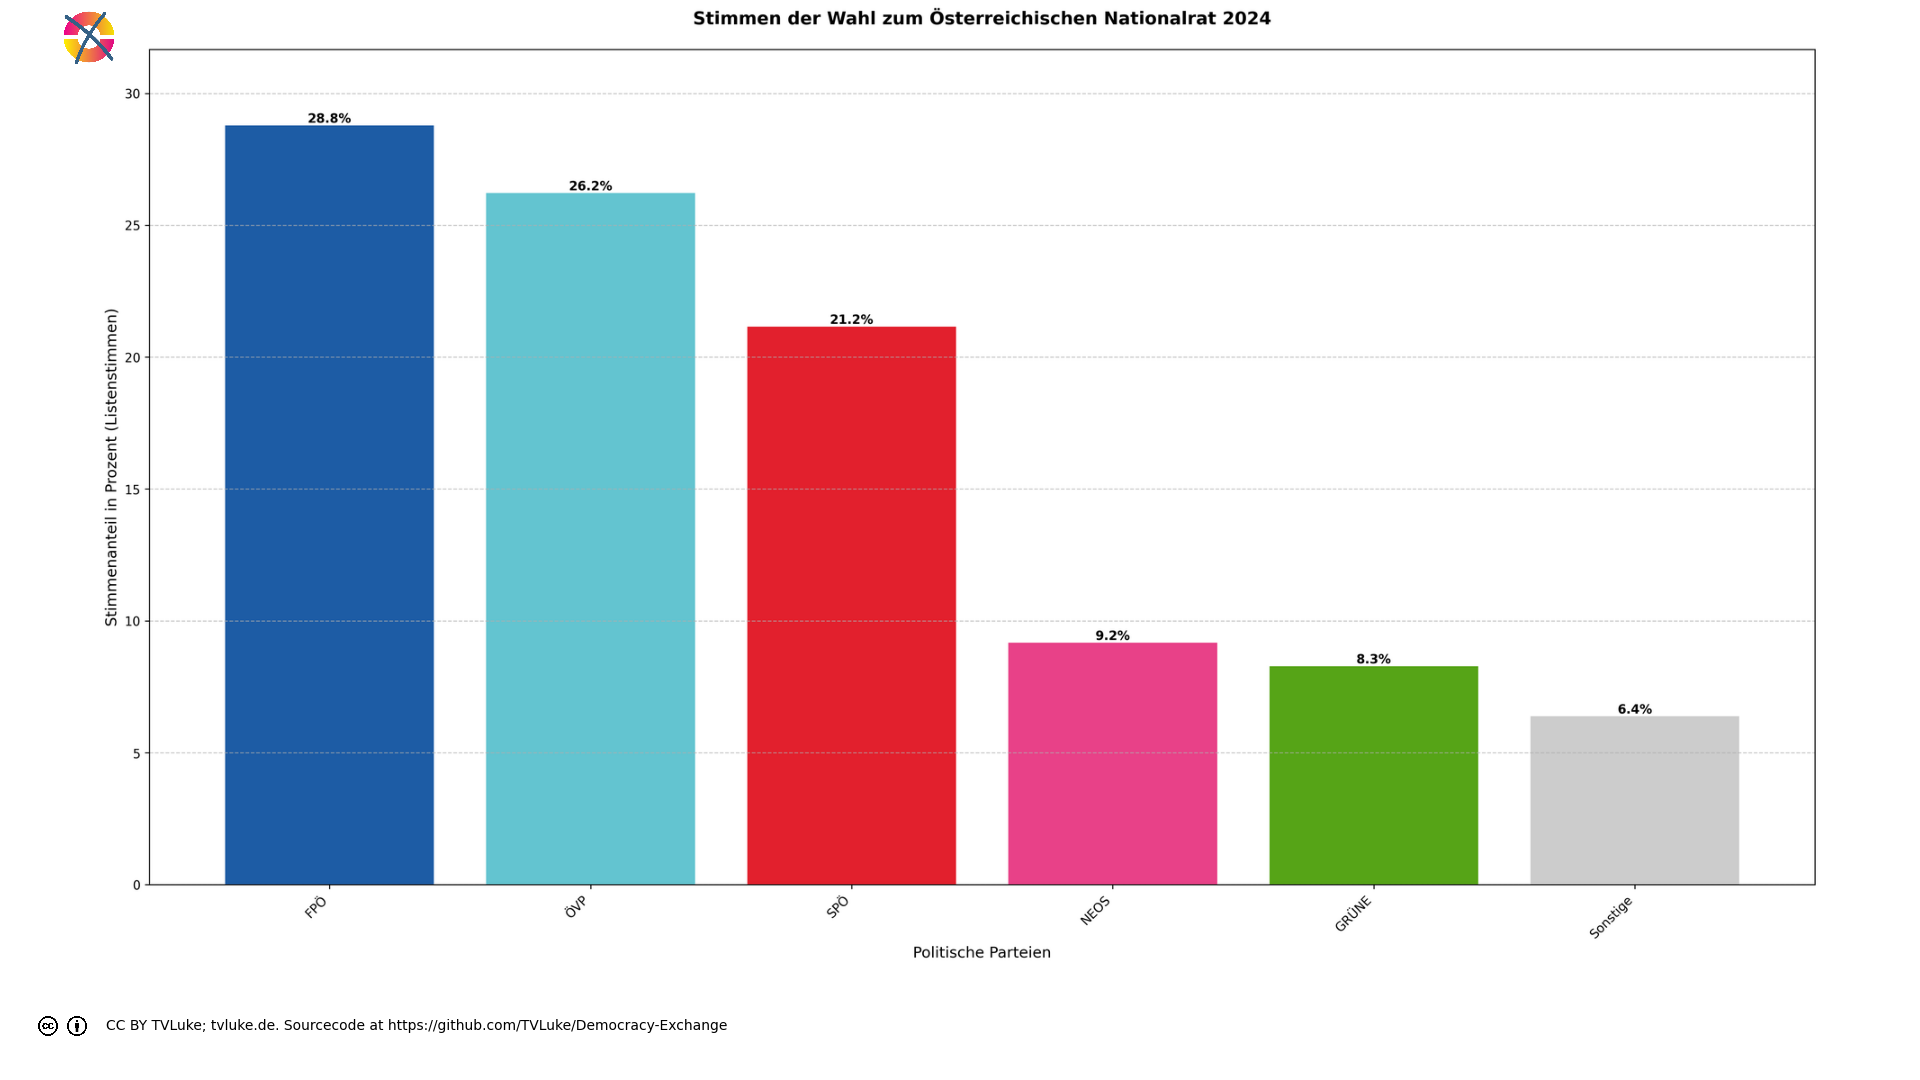 Stimmen der Wahl zum Österreichischen Nationalrat 2024
Stimmenanteil in Prozent (Listenstimmen)
30
25
20
15
10
5
0
28.8%
26.2%
21.2%
9.2%
8.3%
6.4%
FPÖ
ÖVP
SPÖ
NEOS
GRÜNE
Sonstige
Politische Parteien
cc
CC BY TVLuke; tvluke.de. Sourcecode at https://github.com/TVLuke/Democracy-Exchange